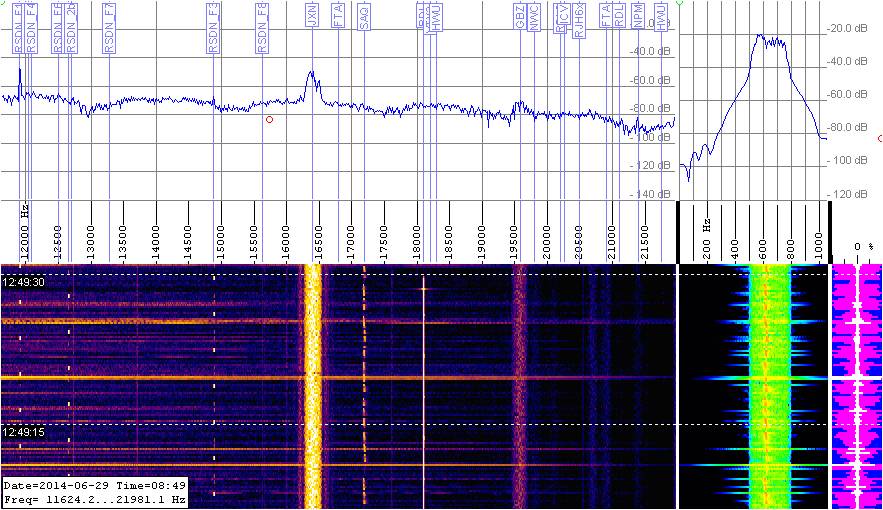 RSDN_F4
RSDN_F7
RSDN_F3
RSDN_F8
JXN
FTA
SAQ
HWU
GBZ
NWC
ICV
FTA
RDL
NPM
HWU
-20.0 dB
-40.0 dB
-60.0 dB
-80.0 dB
-100 dB
-120 dB
-140 dB
-20.0 dB
-40.0 dB
-60.0 dB
-80.0 dB
-100 dB
-120 dB
12000 Hz
12500
13000
13500
14000
14500
15000
15500
16000
16500
17000
17500
18000
18500
19000
19500
20000
20500
21000
21500
200 Hz
400
600
800
1000
0 %
12:49:30
12:49:15
Date=2014-06-29 Time=08:49
Freq= 11624.2...21981.1 Hz